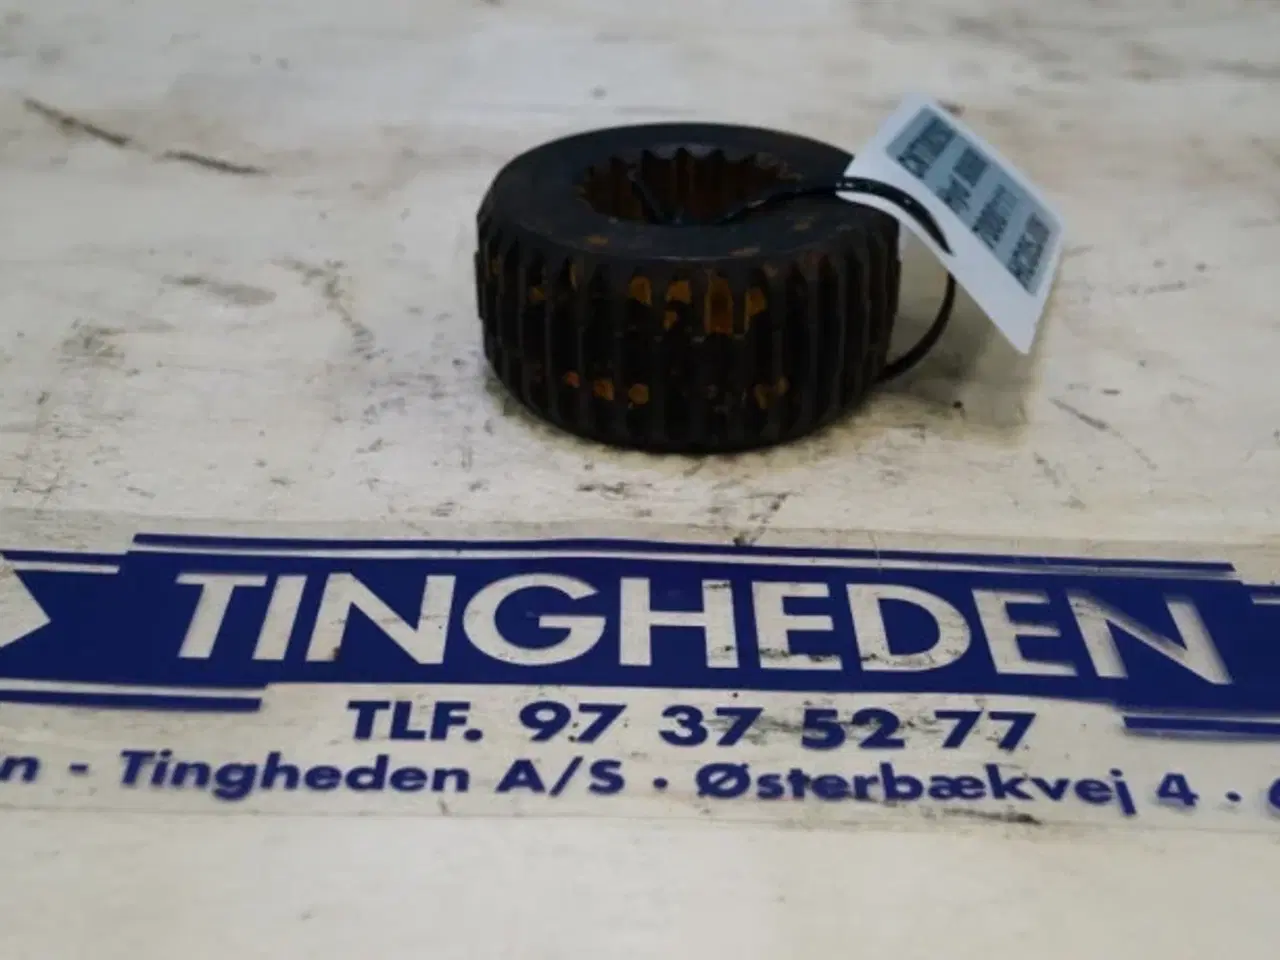 TINGHEDEN
TLF. 97 37 52 77
n - Tingheden A/S · Østerbækvej 4 ·